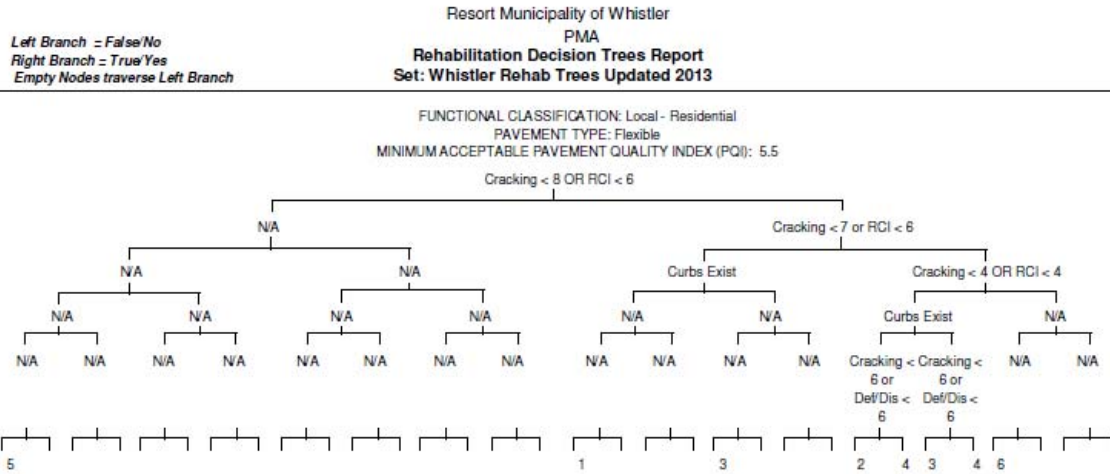 Resort Municipality of Whistler
PMA
Rehabilitation Decision Trees Report
Set: Whistler Rehab Trees Updated 2013
Left Branch = False/No
Right Branch = True/Yes
Empty Nodes traverse Left Branch
FUNCTIONAL CLASSIFICATION: Local - Residential
PAVEMENT TYPE: Flexible
MINIMUM ACCEPTABLE PAVEMENT QUALITY INDEX (PQI): 5.5
Cracking < 8 OR RCI < 6
N/A Cracking < 7 or RCI < 6
N/A N/A Curbs Exist Cracking < 4 OR RCI < 4
N/A N/A N/A N/A N/A N/A Curbs Exist N/A
N/A N/A N/A N/A N/A N/A N/A N/A N/A N/A N/A N/A Cracking < Cracking < N/A N/A
6 or 6 or
Def/Dis < Def/Dis <
6 6
5 1 3 2 4 3 4 6